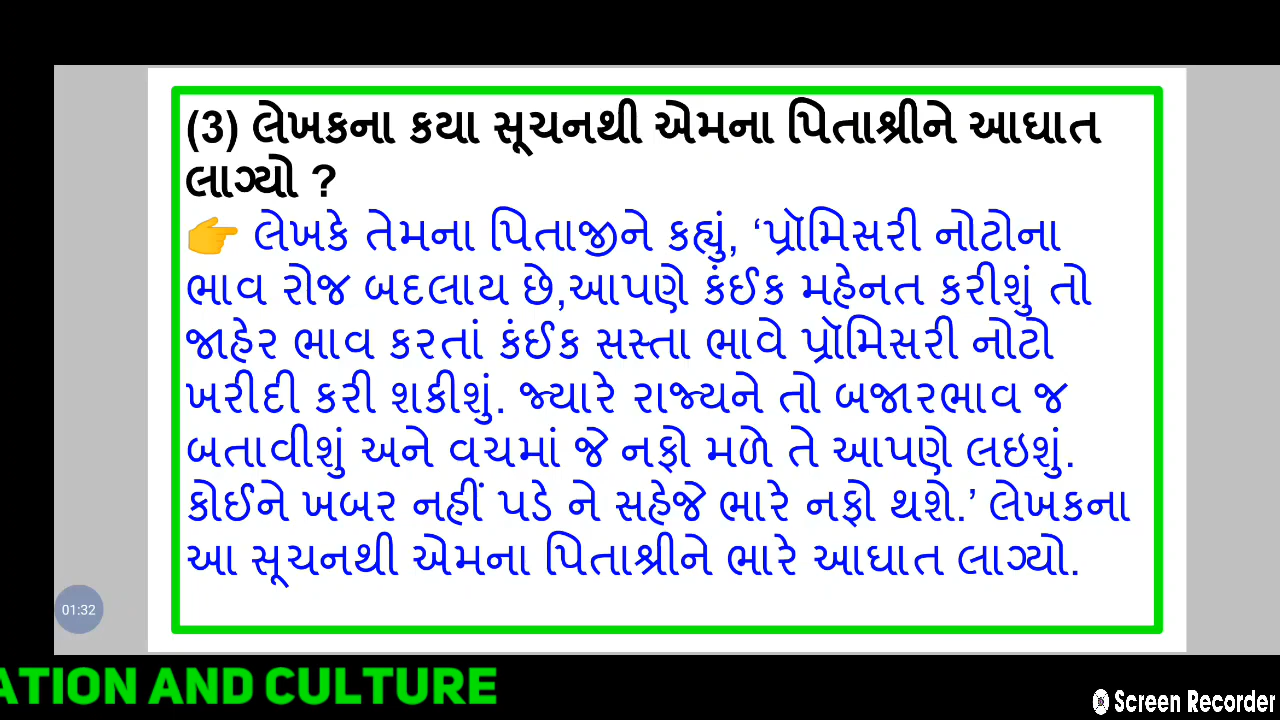 (3) લેખકના કયા સૂચનથી એમના પિતાશ્રીને આઘાત
લાગ્યો ?
👉 લેખકે તેમના પિતાજીને કહ્યું, ‘પ્રૉમિસરી નોટોના
ભાવ રોજ બદલાય છે,આપણે કંઈક મહેનત કરીશું તો
જાહેર ભાવ કરતાં કંઈક સસ્તા ભાવે પ્રૉમિસરી નોટો
ખરીદી કરી શકીશું. જ્યારે રાજ્યને તો બજારભાવ જ
બતાવીશું અને વચમાં જે નફો મળે તે આપણે લઇશું.
કોઈને ખબર નહીં પડે ને સહેજે ભારે નફો થશે.’ લેખકના
આ સૂચનથી એમના પિતાશ્રીને ભારે આઘાત લાગ્યો.
01:32
ATION AND CULTURE
Screen Recorder